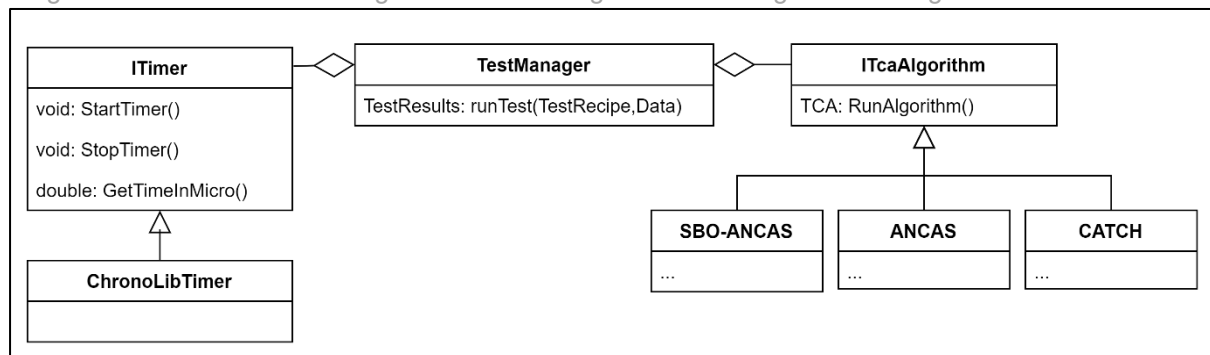 ITimer
void: StartTimer()
void: StopTimer()
double: GetTimeInMicro()
ChronoLibTimer
TestManager
TestResults: runTest(TestRecipe,Data)
ITcaAlgorithm
TCA: RunAlgorithm()
SBO-ANCAS
...
ANCAS
...
CATCH
...